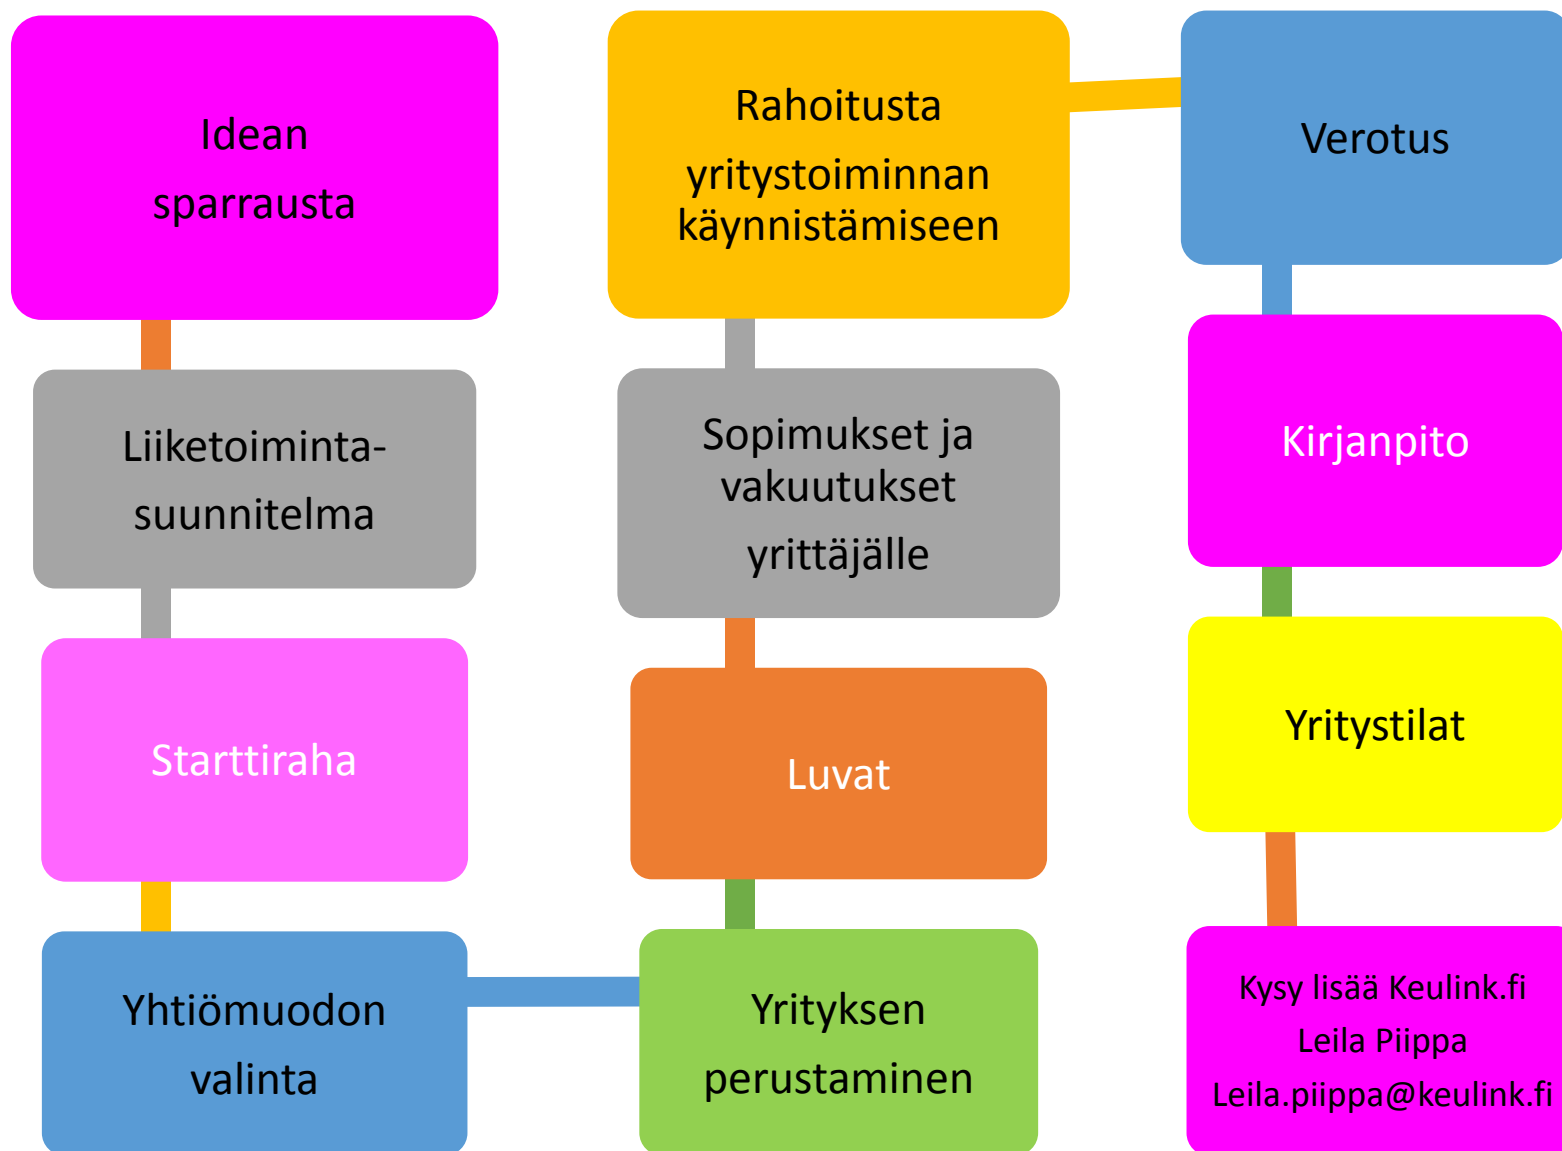 Idean
sparrausta
Liiketoiminta-
suunnitelma
Starttiraha
Yhtiömuodon
valinta
Yrityksen
perustaminen
Luvat
Sopimukset ja
vakuutukset
yrittäjälle
Rahoitusta
yritystoiminnan
käynnistämiseen
Verotus
Kirjanpito
Yritystilat
Kysy lisää Keulink.fi
Leila Piippa
Leila.piippa@keulink.fi